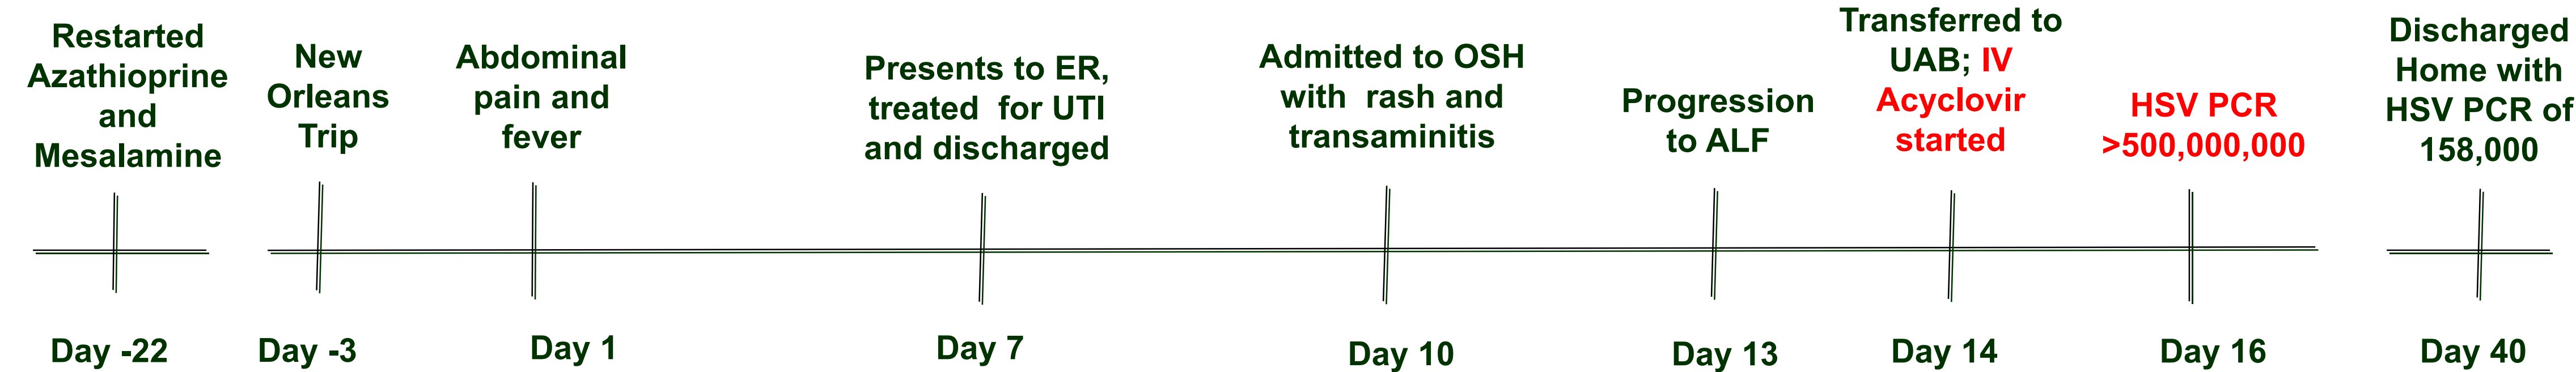 Restarted
Azathioprine
and
Mesalamine
Day -22
New
Orleans
Trip
Day -3
Abdominal
pain and
fever
Day 1
Presents to ER,
treated for UTI
and discharged
Day 7
Admitted to OSH
with rash and
transaminitis
Day 10
Progression
to ALF
Day 13
Transferred to
UAB; IV
Acyclovir
started
Day 14
HSV PCR
>500,000,000
Day 16
Discharged
Home with
HSV PCR of
158,000
Day 40